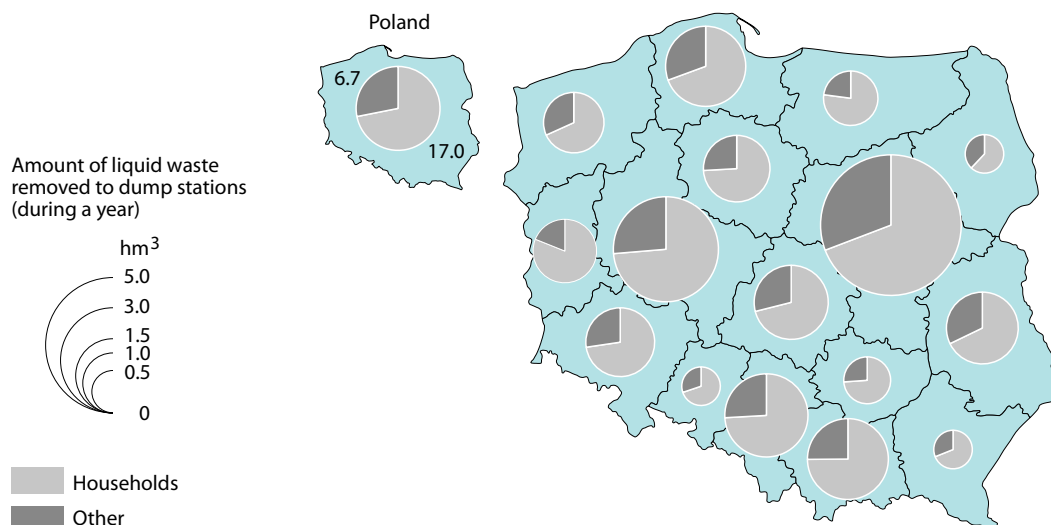 Poland
6.7
17.0
Amount of liquid waste
removed to dump stations
(during a year)
hm3
5.0
3.0
1.5
1.0
0.5
0
Households
Other